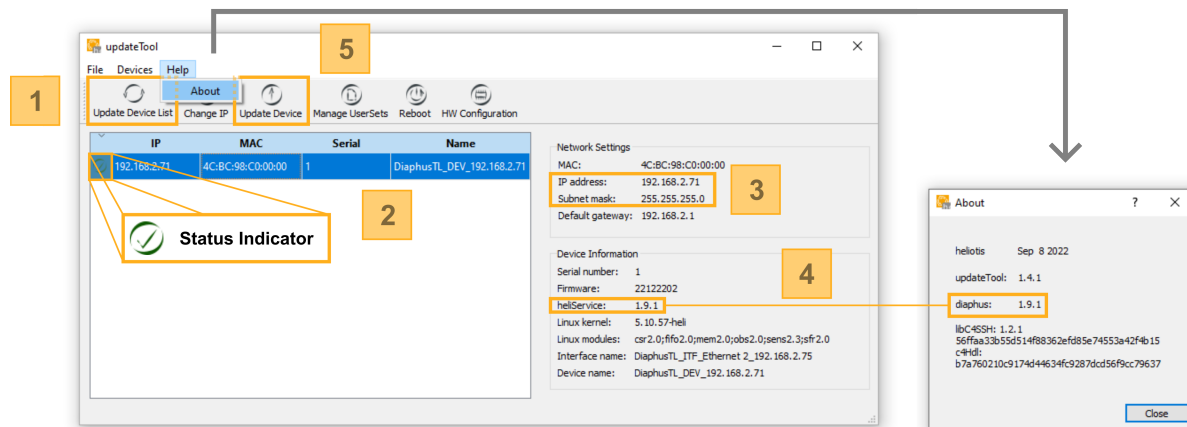 5
updateTool
File Devices Help
About
1
Update Device List Change IP Update Device Manage UserSets Reboot HW Configuration
IP MAC Serial Name
192.168.2.71 4C:BC:98:C0:00:00 1 DiaphusTL_DEV_192.168.2.71
2
Status Indicator
Network Settings
MAC: 4C:BC:98:C0:00:00
IP address: 192.168.2.71
Subnet mask: 255.255.255.0
Default gateway: 192.168.2.1
3
Device Information
Serial number: 1
Firmware: 22122202
heliService: 1.9.1
Linux kernel: 5.10.57-heli
Linux modules: csr2.0;fifo2.0;mem2.0;obs2.0;sens2.3;sfr2.0
Interface name: DiaphusTL_ITF_Ethernet 2_192.168.2.75
Device name: DiaphusTL_DEV_192.168.2.71
4
About ?
heliotis Sep 8 2022
updateTool: 1.4.1
diaphus: 1.9.1
libC4SSH: 1.2.1
56ffaa33b55d514f88362efd85e74553a42f4b15
c4Hdl:
b7a760210c9174d44634fc9287dcd56f9cc79637
Close